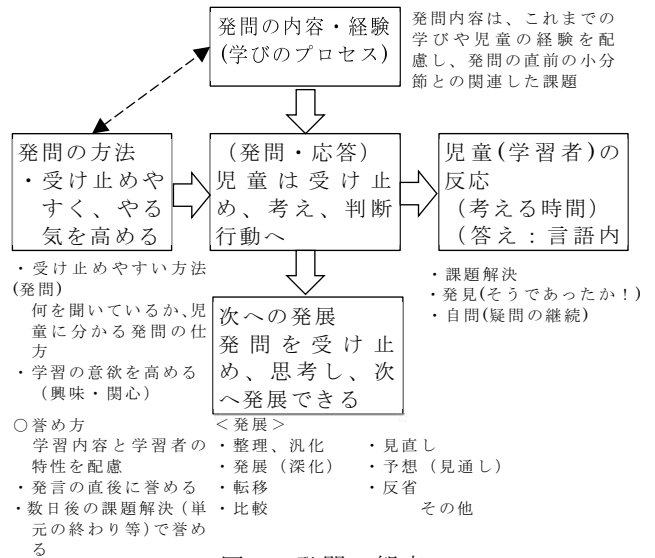 発問の内容・経験
(学びのプロセス)
発問内容は、これまでの
学びや児童の経験を配
慮し、発問の直前の小分
節との関連した課題
発問の方法
・受け止めや
すく、やる
気を高める
(発問・応答)
児童は受け止
め、考え、判断
行動へ
児童(学習者)の
反応
(考える時間)
(答え:言語内
・受け止めやすい方法
(発問)
何を聞いているか、児
童に分かる発問の仕
方
・学習の意欲を高める
(興味・関心)
・課題解決
・発見(そうであったか!)
・自問(疑問の継続)
次への発展
発問を受け止
め、思考し、次
へ発展できる
○誉め方
学習内容と学習者の
特性を配慮
・発言の直後に誉める
・数日後の課題解決(単
元の終わり等)で誉め
る
<発展>
・整理、汎化
・発展(深化)
・転移
・比較
・見直し
・予想(見通し)
・反省
その他